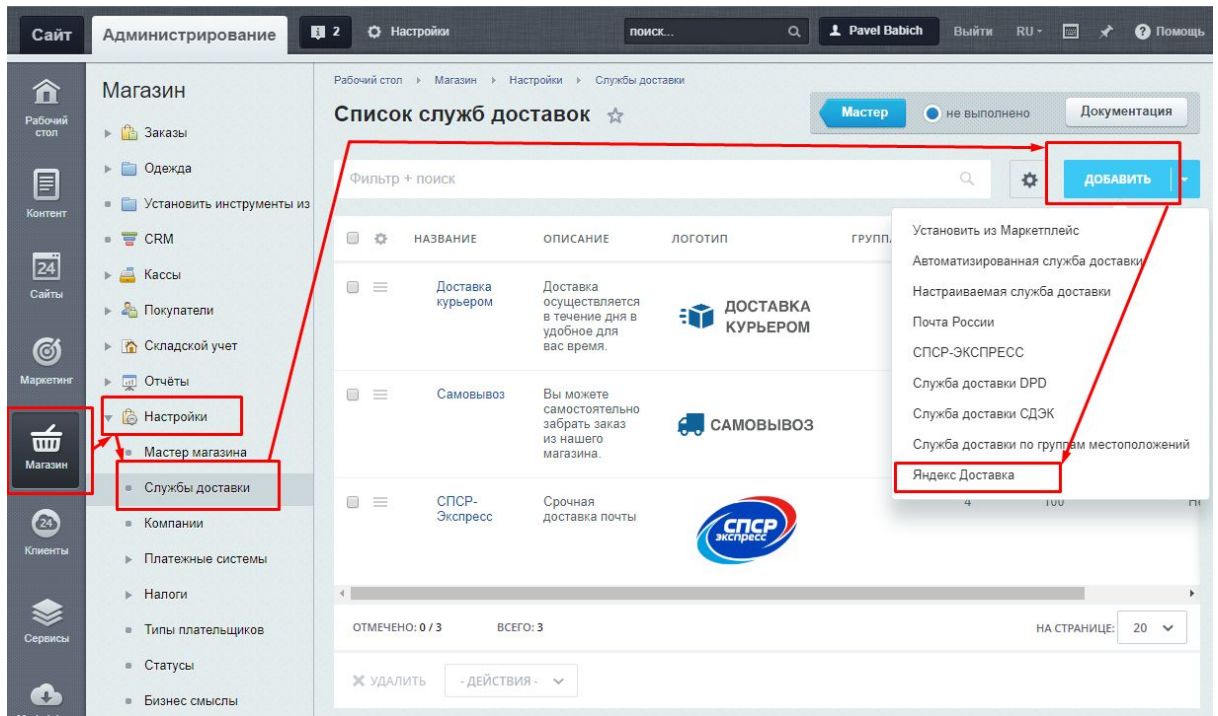 Сайт
Администрирование
2
Настройки
поиск...
Pavel Babich
Выйти
RU
Помощь
Рабочий
стол
Контент
24
Сайты
Маркетинг
Магазин
24
Клиенты
Сервисы
Магазин
Заказы
Одежда
Установить инструменты из
CRM
Кассы
Покупатели
Складской учет
Отчёты
Настройки
Мастер магазина
Службы доставки
Компании
Платежные системы
Налоги
Типы плательщиков
Статусы
Бизнес смыслы
Рабочий стол
Магазин
Настройки
Службы доставки
Список служб доставок
Мастер
не выполнено
Документация
Фильтр + поиск
ДОБАВИТЬ
Установить из Маркетплейс
Автоматизированная служба доставки
Настраиваемая служба доставки
Почта России
СПСР-ЭКСПРЕСС
Служба доставки DPD
Служба доставки СДЭК
Служба доставки по группам местоположений
Яндекс Доставка
НАЗВАНИЕ
ОПИСАНИЕ
ЛОГОТИП
Доставка
курьером
Доставка
осуществляется
в течение дня в
удобное для
вас время.
ДОСТАВКА
КУРЬЕРОМ
Самовывоз
Вы можете
самостоятельно
забрать заказ
из нашего
магазина.
САМОВЫВОЗ
СПСР-
Экспресс
Срочная
доставка почты
СПСР
экспресс
4
100
ОТМЕЧЕНО: 0 / 3
ВСЕГО: 3
НА СТРАНИЦЕ:
20
УДАЛИТЬ
- ДЕЙСТВИЯ -